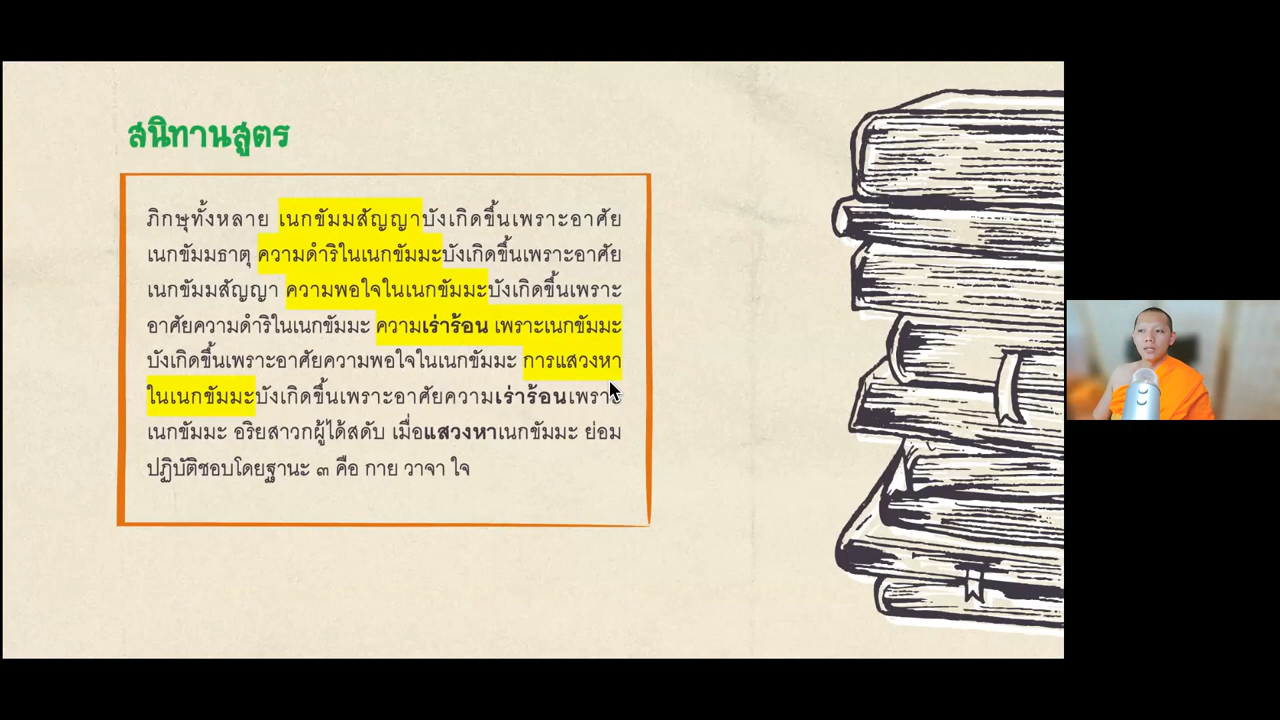 สนิทานสูตร
ภิกษุทั้งหลาย เนกขัมมสัญญาบังเกิดขึ้นเพราะอาศัย
เนกขัมมธาตุ ความดำริในเนกขัมมะบังเกิดขึ้นเพราะอาศัย
เนกขัมมสัญญา ความพอใจในเนกขัมมะบังเกิดขึ้นเพราะ
อาศัยความดำริในเนกขัมมะ ความเร่าร้อน เพราะเนกขัมมะ
บังเกิดขึ้นเพราะอาศัยความพอใจในเนกขัมมะ การแสวงหา
ในเนกขัมมะบังเกิดขึ้นเพราะอาศัยความเร่าร้อนเพราะ
เนกขัมมะ อริยสาวกผู้ได้สดับ เมื่อแสวงหาเนกขัมมะ ย่อม
ปฏิบัติชอบโดยฐานะ ๓ คือ กาย วาจา ใจ